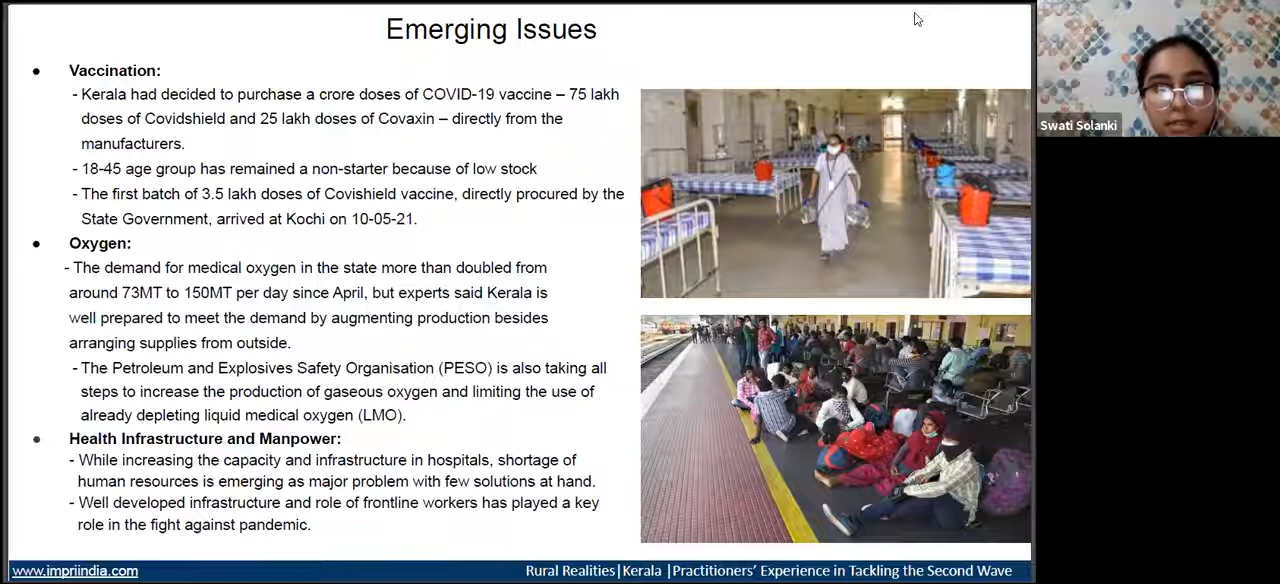 Emerging Issues
● Vaccination:
- Kerala had decided to purchase a crore doses of COVID-19 vaccine – 75 lakh
doses of Covidshield and 25 lakh doses of Covaxin – directly from the
manufacturers.
- 18-45 age group has remained a non-starter because of low stock
- The first batch of 3.5 lakh doses of Covishield vaccine, directly procured by the
State Government, arrived at Kochi on 10-05-21.
● Oxygen:
- The demand for medical oxygen in the state more than doubled from
around 73MT to 150MT per day since April, but experts said Kerala is
well prepared to meet the demand by augmenting production besides
arranging supplies from outside.
- The Petroleum and Explosives Safety Organisation (PESO) is also taking all
steps to increase the production of gaseous oxygen and limiting the use of
already depleting liquid medical oxygen (LMO).
● Health Infrastructure and Manpower:
- While increasing the capacity and infrastructure in hospitals, shortage of
human resources is emerging as major problem with few solutions at hand.
- Well developed infrastructure and role of frontline workers has played a key
role in the fight against pandemic.
www.impriindia.com
Rural Realities|Kerala |Practitioners' Experience in Tackling the Second Wave
Swati Solanki